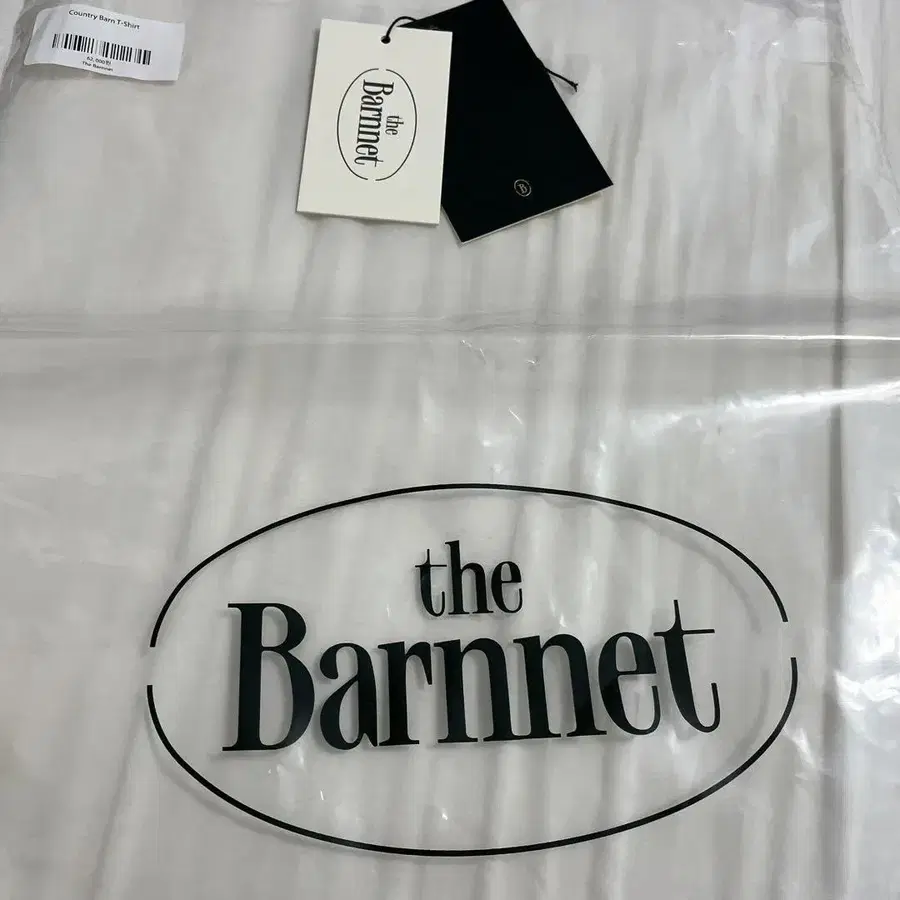 Country Barn T-Shirt
62,000원
The Barnnet
the
Barnnet
B
the
Barnnet